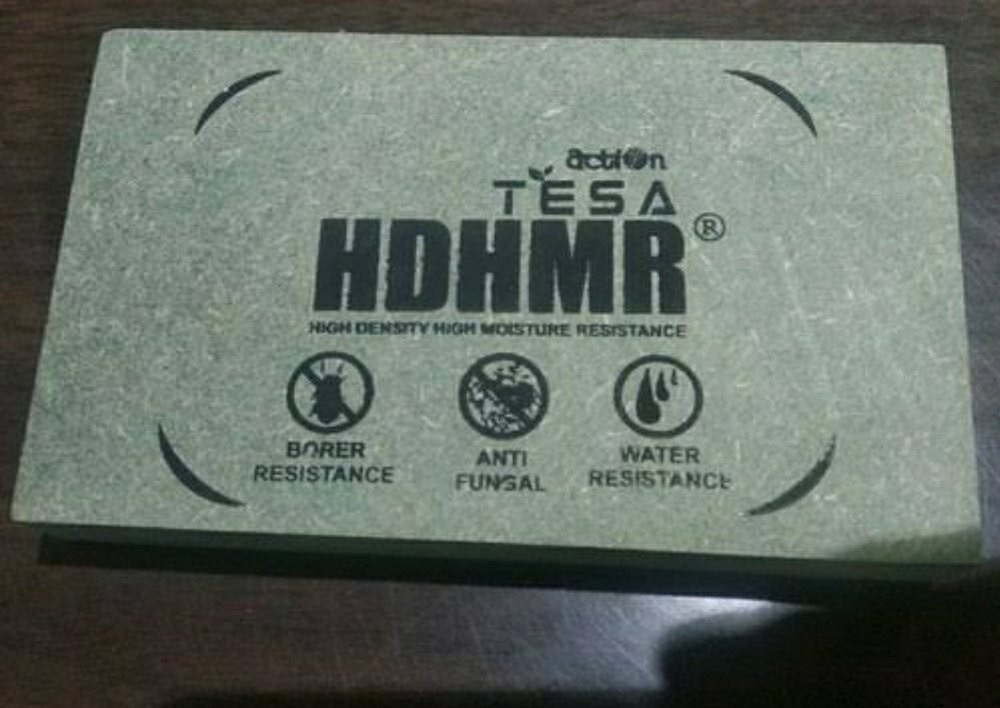 action
TESA
HDHMR®
HIGH DENSITY HIGH MOISTURE RESISTANCE
BORER
RESISTANCE
ANTI
FUNGAL
WATER
RESISTANCE